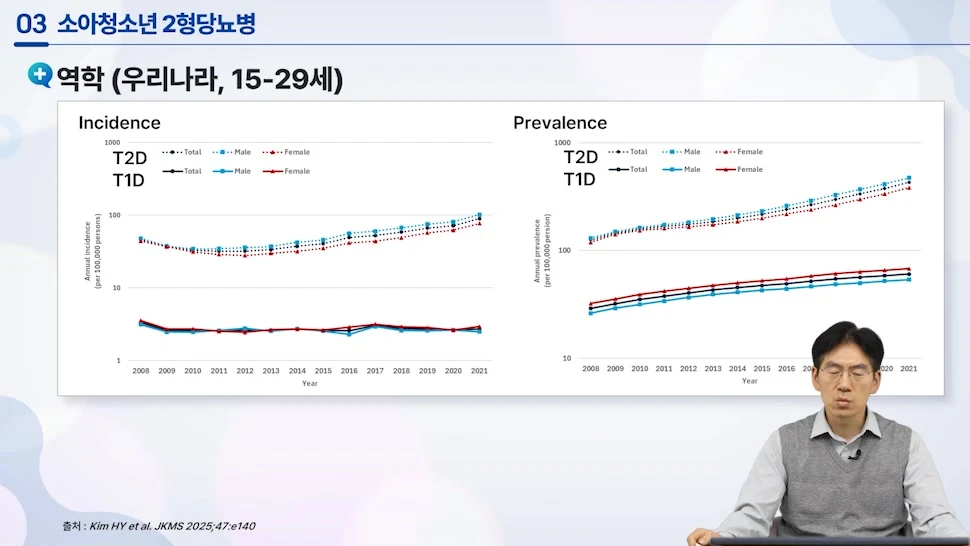 03 소아청소년 2형당뇨병
역학 (우리나라, 15-29세)
Incidence
1000
T2D
Total Male Female
T1D
Total Male Female
100
10
1
Annual incidence
(per 100,000 persons)
2008 2009 2010 2011 2012 2013 2014 2015 2016 2017 2018 2019 2020 2021
Year
Prevalence
1000
T2D
Total Male Female
T1D
Total Male Female
100
10
Annual prevalence
(per 100,000 persion)
2008 2009 2010 2011 2012 2013 2014 2015 2016 2020 2021
Year
출처 : Kim HY et al. JKMS 2025;47:e140